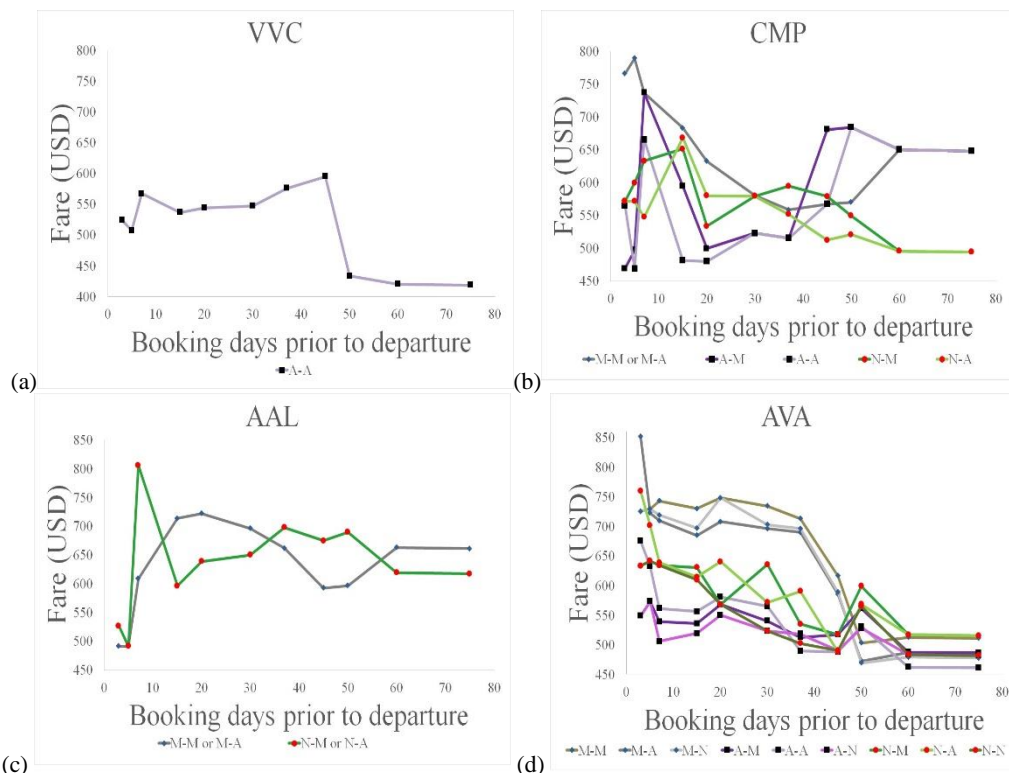 VVC
800
750
700
650
600
550
500
450
400
0 10 20 30 40 50 60 70 80
Fare (USD)
Booking days prior to departure
A-A
(a)
CMP
800
750
700
650
600
550
500
450
0 10 20 30 40 50 60 70 80
Fare (USD)
Booking days prior to departure
M-M or M-A A-M A-A N-M N-A
(b)
AAL
850
800
750
700
650
600
550
500
450
0 10 20 30 40 50 60 70 80
Fare (USD)
Booking days prior to departure
M-M or M-A N-M or N-A
(c)
AVA
850
800
750
700
650
600
550
500
450
0 10 20 30 40 50 60 70 80
Fare (USD)
Booking days prior to departure
M-M M-A M-N A-M A-A A-N N-M N-A N-N
(d)